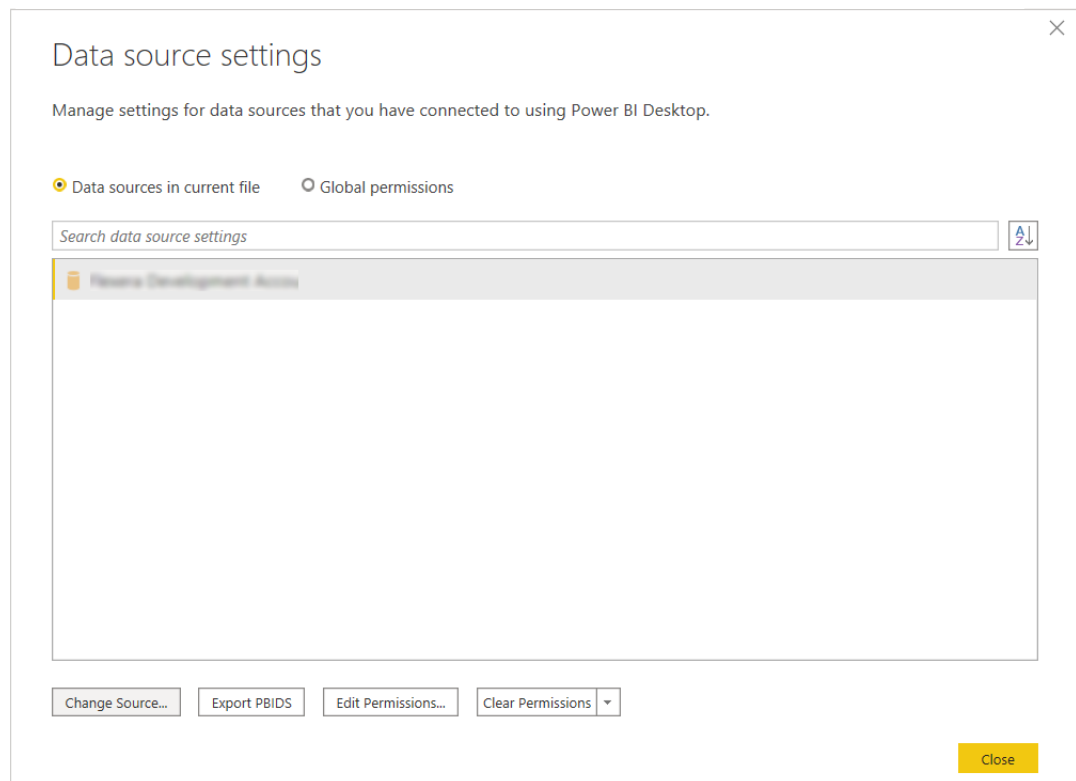 Data source settings
Manage settings for data sources that you have connected to using Power BI Desktop.
Data sources in current file Global permissions
Search data source settings
A
Z
Development
Change Source... Export PBIDS Edit Permissions... Clear Permissions
Close